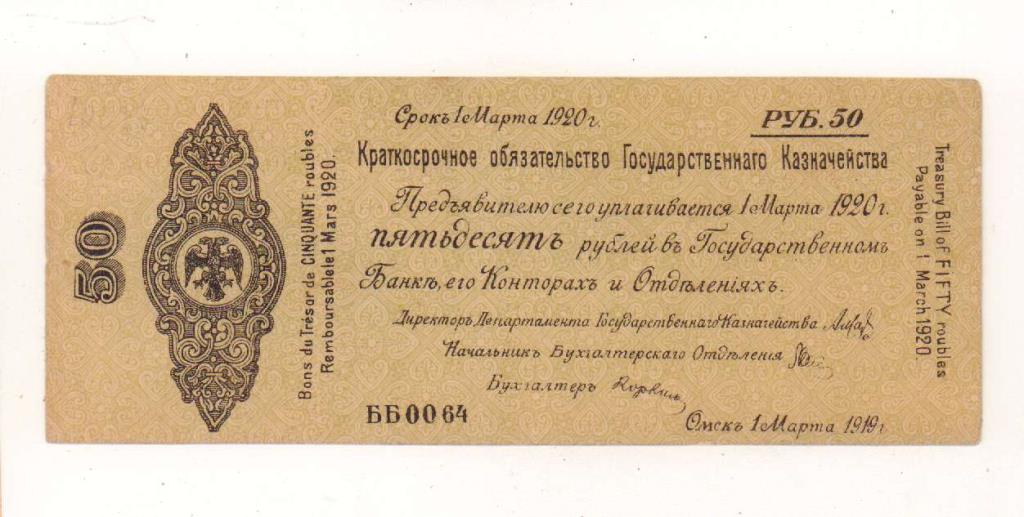 50
Bons du Trésor de CINQUANTE roubles
Remboursable le 1 Mars 1920.
Срокъ 1 Марта 1920 г.
РУБ. 50
Краткосрочное обязательство Государственнаго Казначейства
Предъявителю сего уплачивается 1 Марта 1920 г.
ПЯТЬДЕСЯТЪ рублей въ Государственномъ
Банкѣ, его Конторахъ и Отдѣленіяхъ.
Директоръ Департамента Государственнаго Казначейства
Начальникъ Бухгалтерскаго Отдѣленія
Бухгалтеръ
ББ0064
Омскъ 1 Марта 1919 г.
Treasury Bill of FIFTY roubles
Payable on 1 March 1920